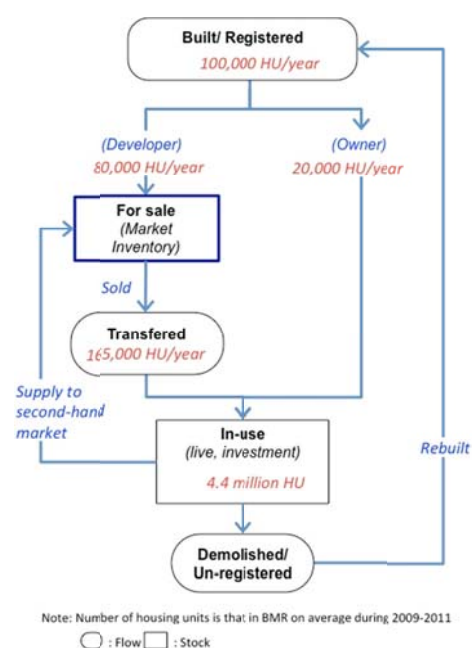 Built/ Registered
100,000 HU/year
(Developer) (Owner)
80,000 HU/year 20,000 HU/year
For sale
(Market
Inventory)
Sold
Transfered
165,000 HU/year
Supply to
second-hand
market
In-use
(live, investment)
4.4 million HU
Rebuilt
Demolished/
Un-registered
Note: Number of housing units is that in BMR on average during 2009-2011
: Flow : Stock